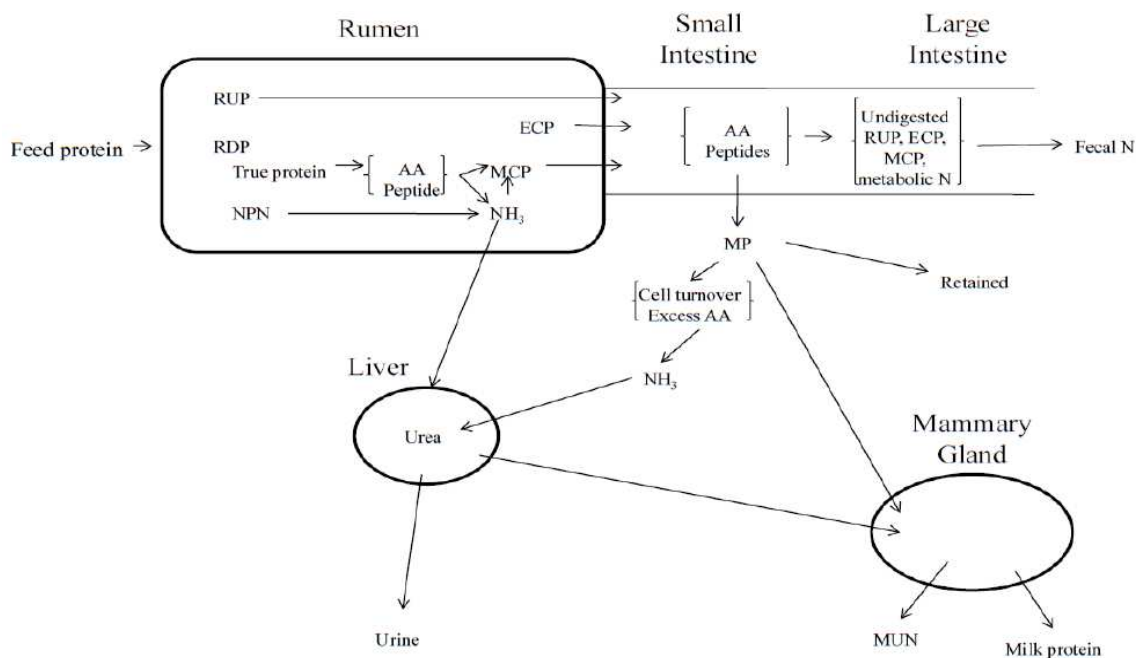 Rumen
Small
Intestine
Large
Intestine
Feed protein
RUP
RDP
True protein
AA
Peptide
NPN
ECP
MCP
NH₃
AA
Peptides
Undigested
RUP, ECP,
MCP,
metabolic N
Fecal N
MP
Retained
Cell turnover
Excess AA
NH₃
Liver
Urea
Mammary
Gland
Urine
MUN
Milk protein